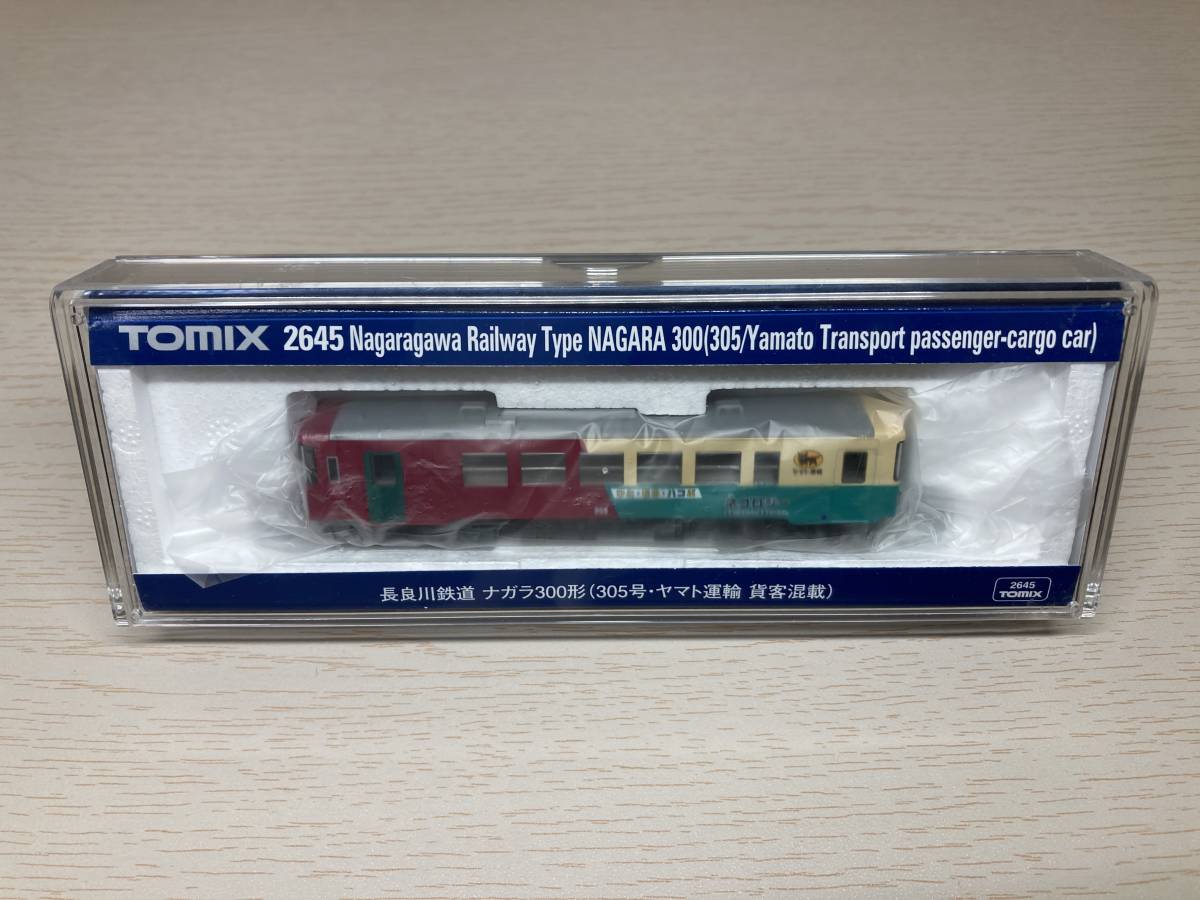 TOMIX 2645 Nagaragawa Railway Type NAGARA 300(305/Yamato Transport passenger-cargo car)
長良川鉄道 ナガラ300形(305号・ヤマト運輸 貨客混載)
2645
TOMIX